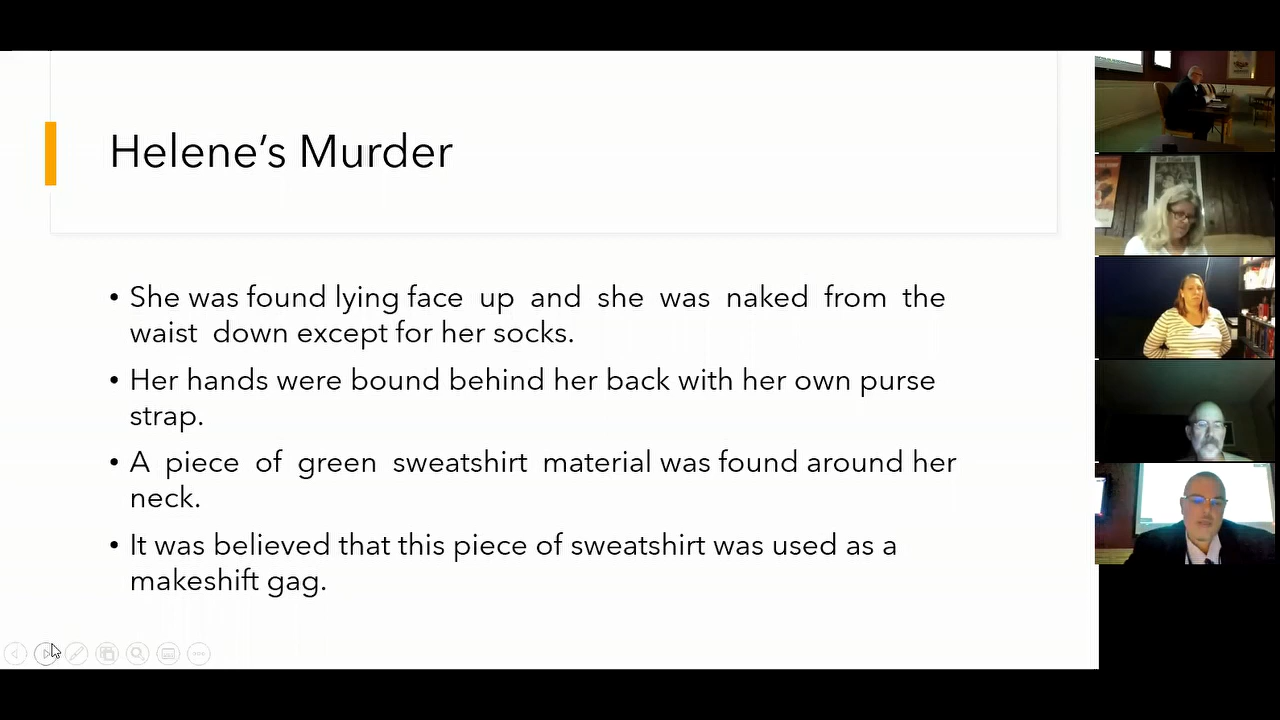 Helene’s Murder
• She was found lying face up and she was naked from the
waist down except for her socks.
• Her hands were bound behind her back with her own purse
strap.
• A piece of green sweatshirt material was found around her
neck.
• It was believed that this piece of sweatshirt was used as a
makeshift gag.